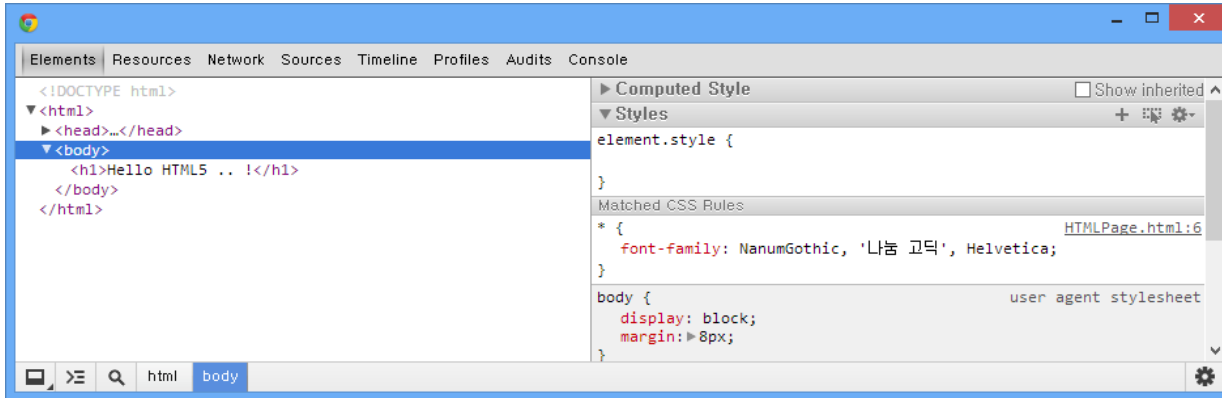 Elements Resources Network Sources Timeline Profiles Audits Console
<!DOCTYPE html>
▼<html>
▶<head>…</head>
▼<body>
<h1>Hello HTML5 .. !</h1>
</body>
</html>
▶Computed Style Show inherited
▼Styles
element.style {
}
Matched CSS Rules
* { HTMLPage.html:6
font-family: NanumGothic, '나눔 고딕', Helvetica;
}
body { user agent stylesheet
display: block;
margin:▶8px;
}
html body